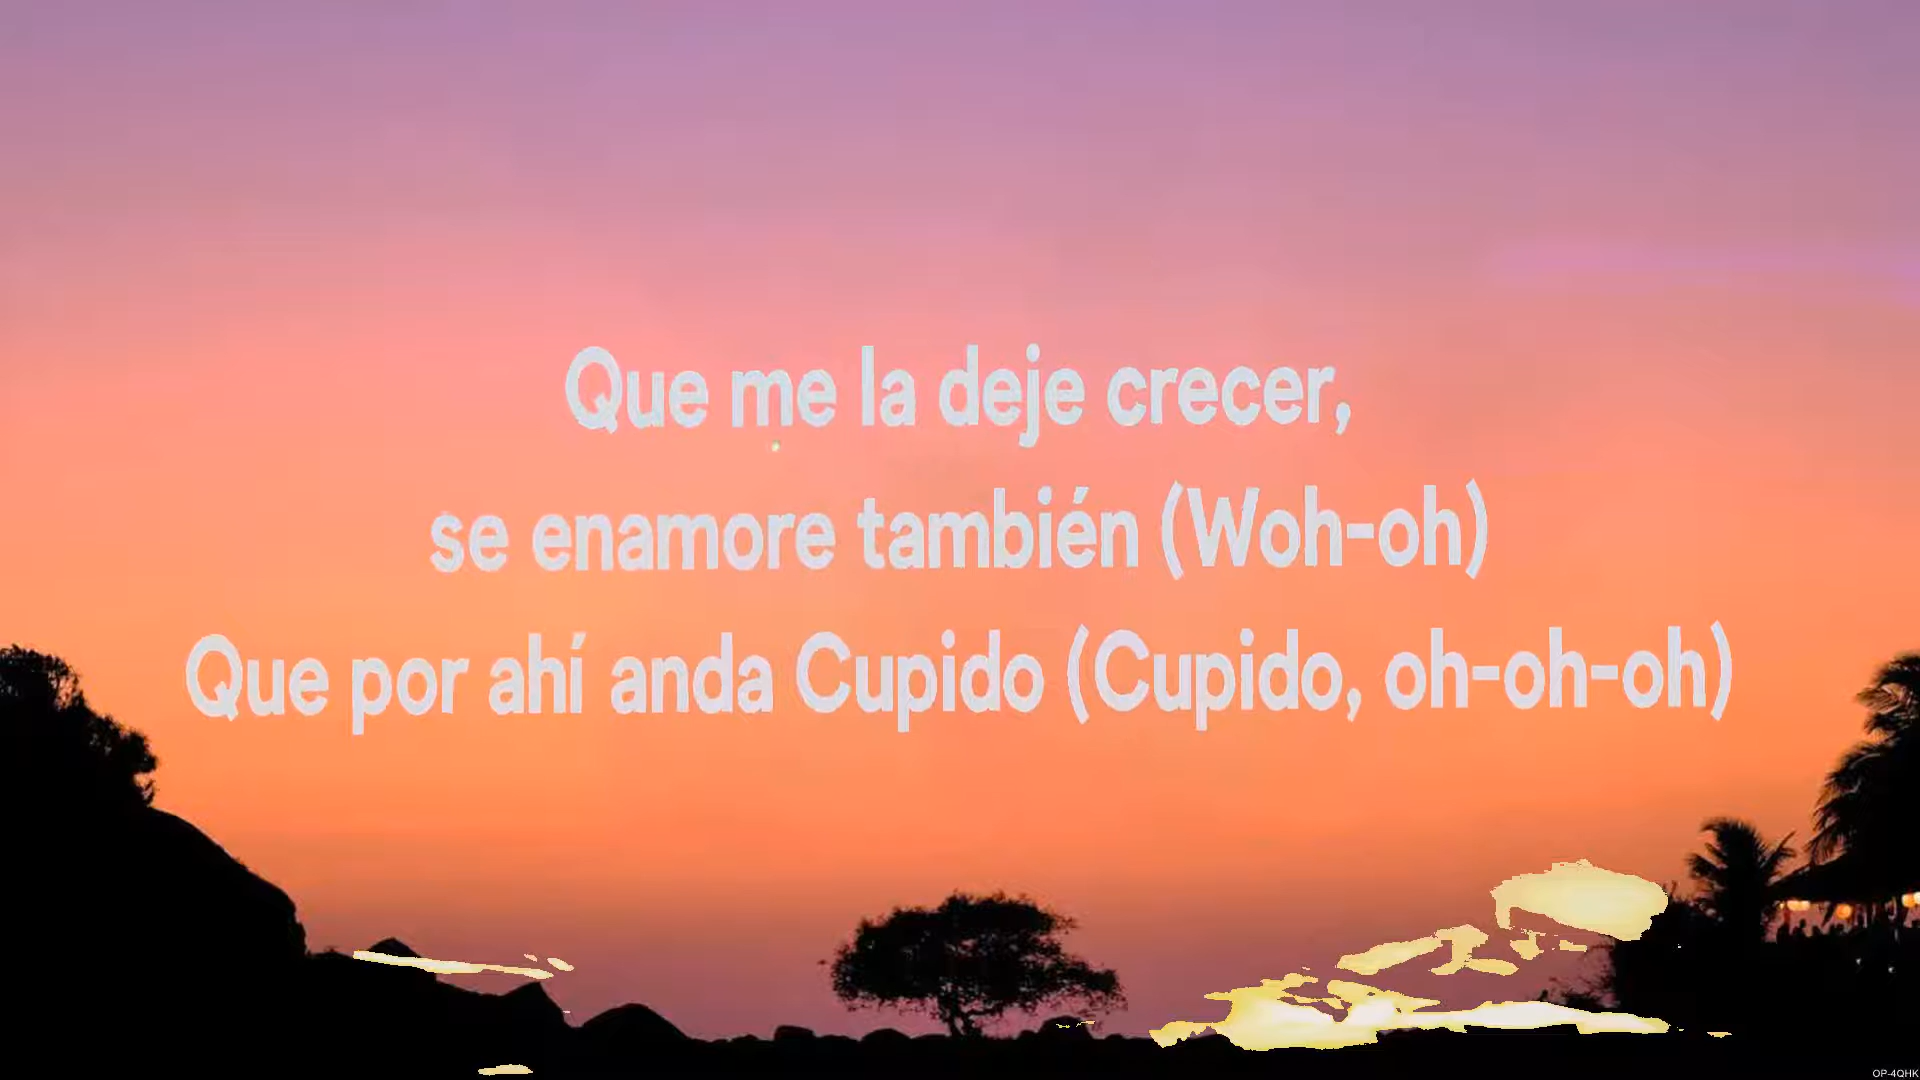 Que me la deje crecer,
se enamore también (Woh-oh)
Que por ahí anda Cupido (Cupido, oh-oh-oh)
OP-4QHK